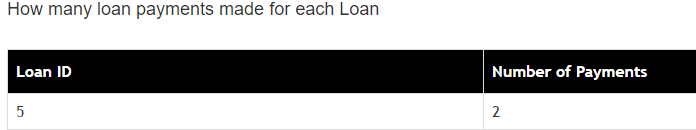 How many loan payments made for each Loan
Loan ID Number of Payments
5 2